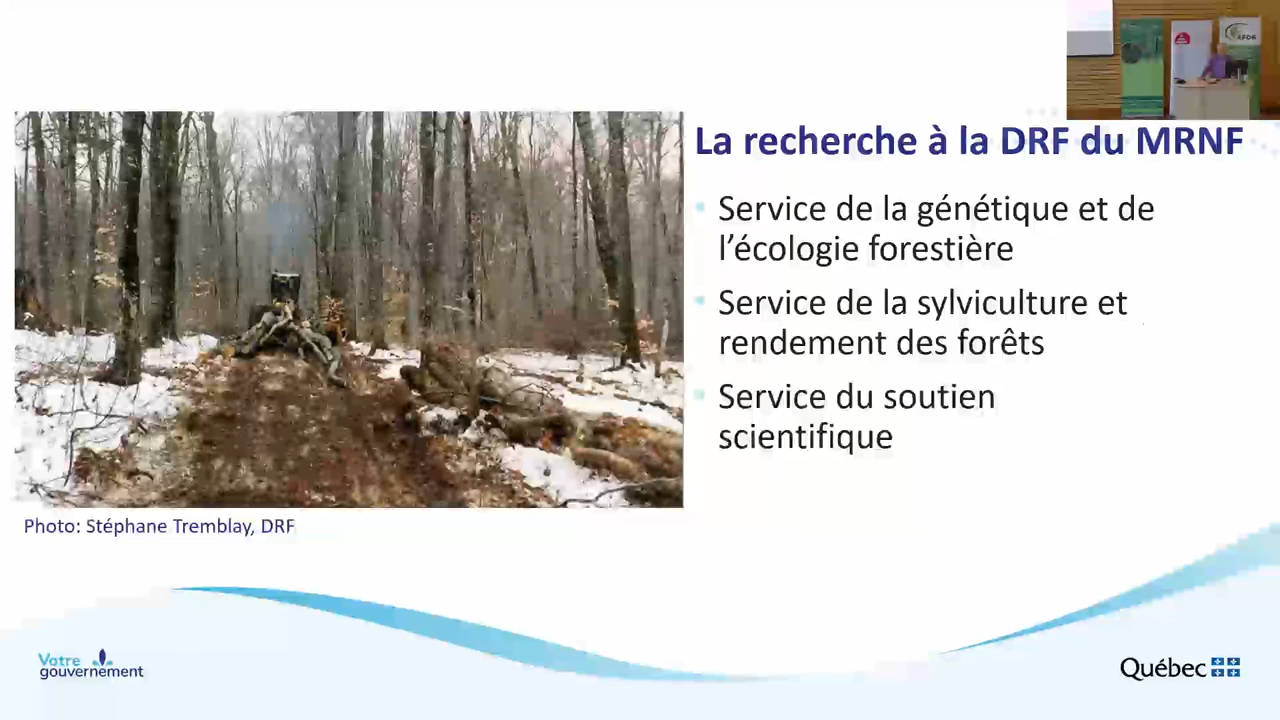 La recherche à la DRF du MRNF
Service de la génétique et de
l'écologie forestière
Service de la sylviculture et
rendement des forêts
Service du soutien
scientifique
Photo: Stéphane Tremblay, DRF
Votre
gouvernement
Québec